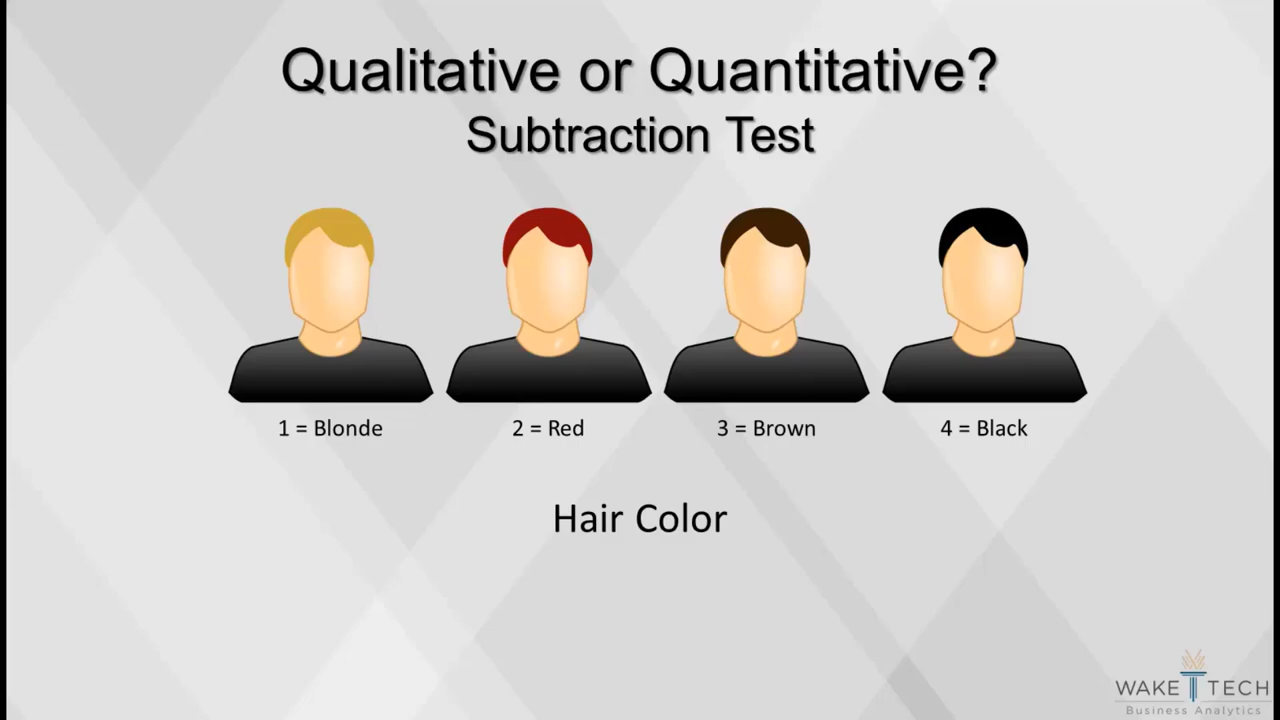 Qualitative or Quantitative?
Subtraction Test
1 = Blonde
2 = Red
3 = Brown
4 = Black
Hair Color
WAKE TECH
Business Analytics